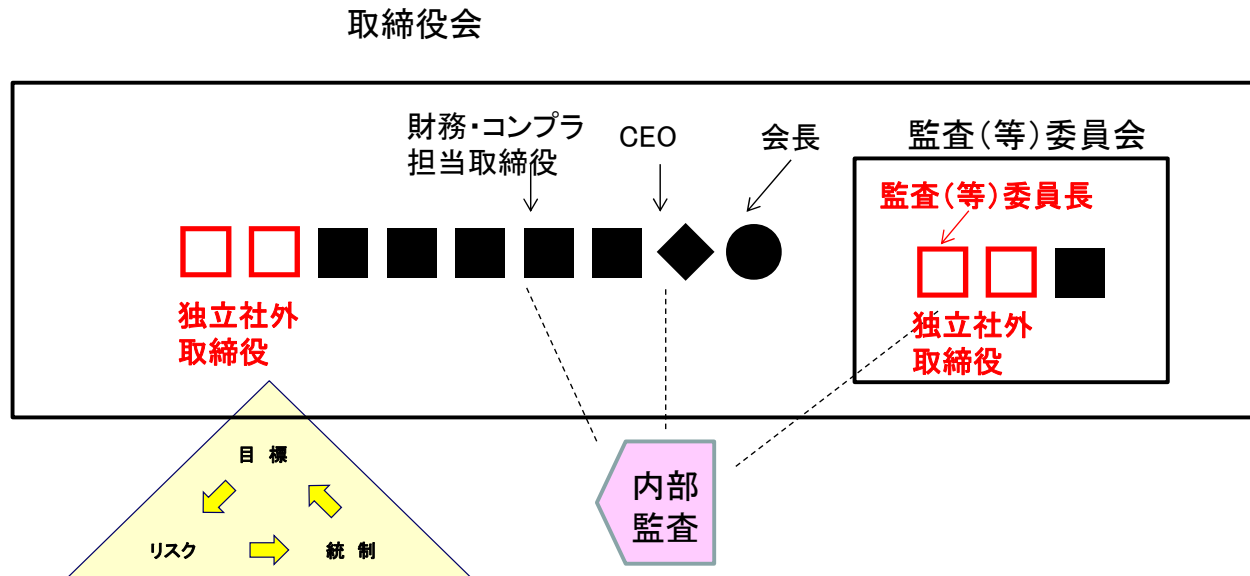 取締役会
財務・コンプラ
担当取締役
CEO
会長
監査(等)委員会
監査(等)委員長
独立社外
取締役
独立社外
取締役
目 標
リスク
統 制
内部
監査